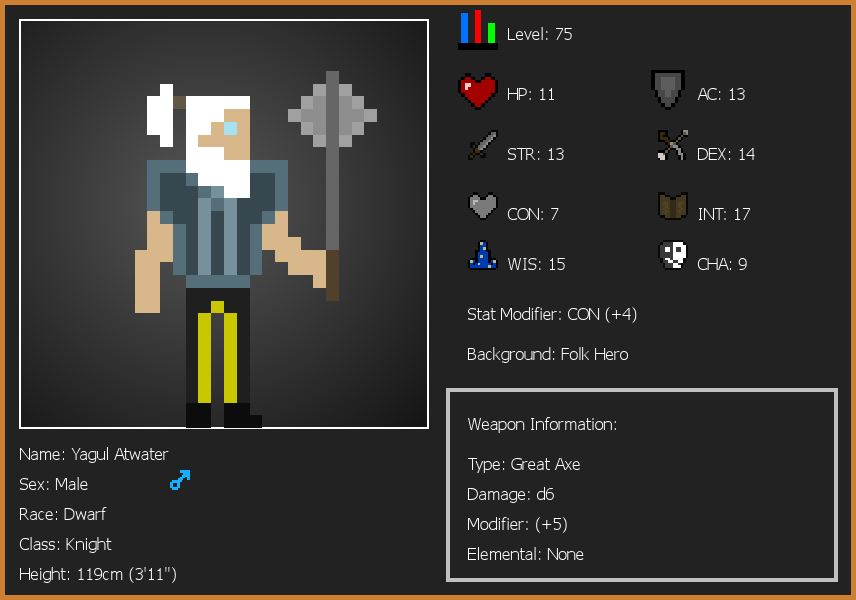 Level: 75
HP: 11
AC: 13
STR: 13
DEX: 14
CON: 7
INT: 17
WIS: 15
CHA: 9
Stat Modifier: CON (+4)
Background: Folk Hero
Weapon Information:
Type: Great Axe
Damage: d6
Modifier: (+5)
Elemental: None
Name: Yagul Atwater
Sex: Male
Race: Dwarf
Class: Knight
Height: 119cm (3'11")